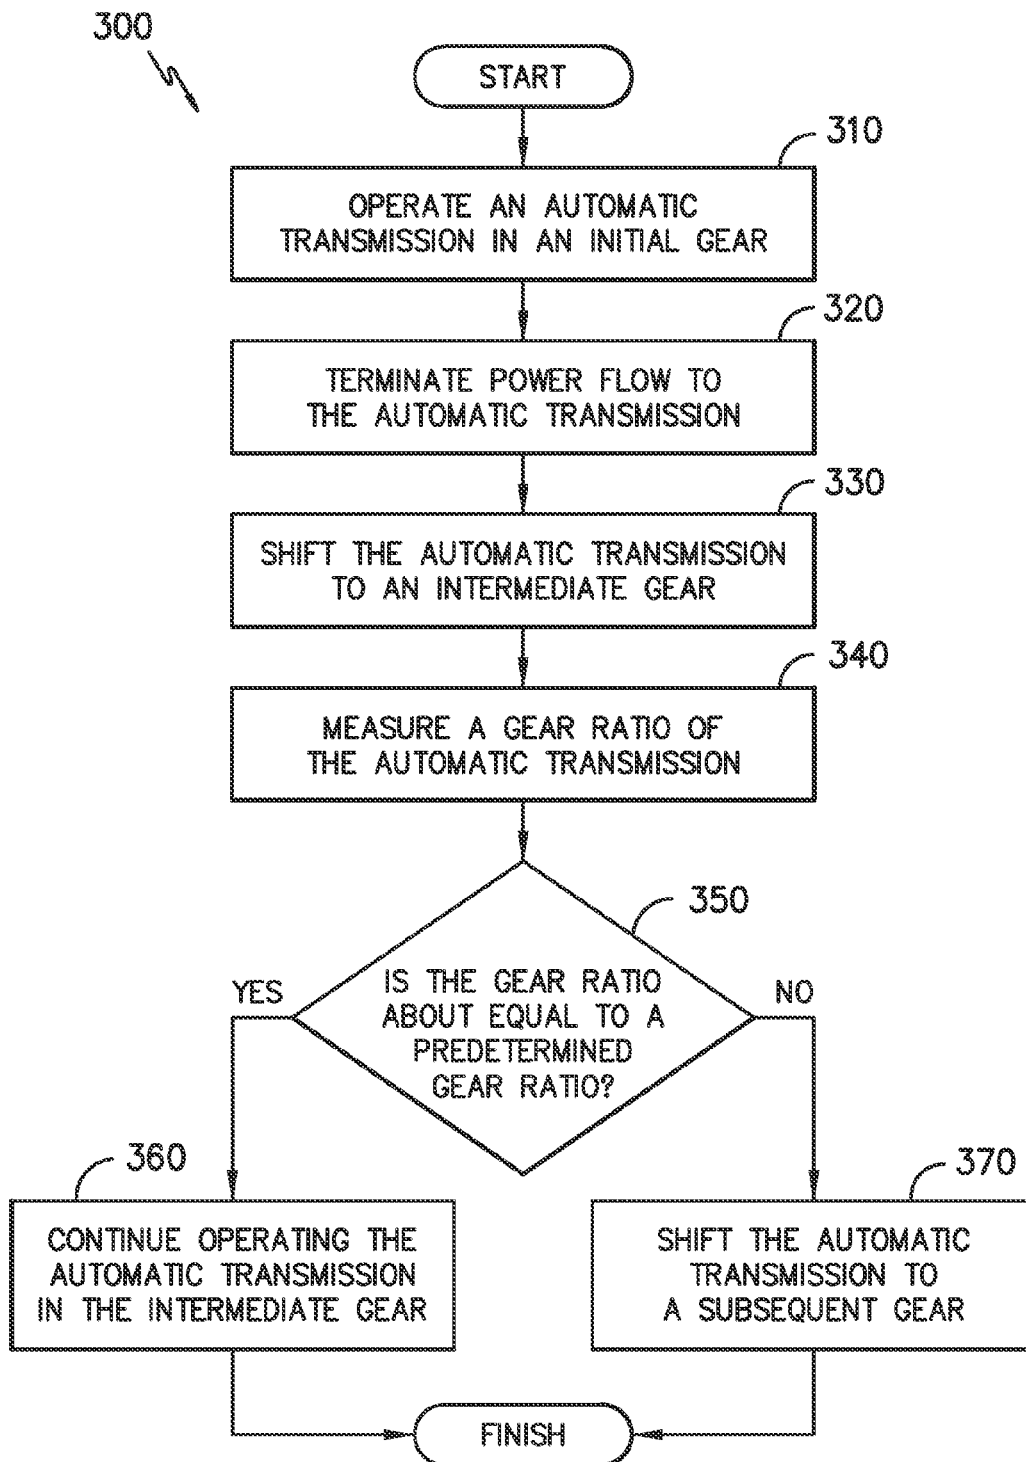 300
START
310
OPERATE AN AUTOMATIC
TRANSMISSION IN AN INITIAL GEAR
320
TERMINATE POWER FLOW TO
THE AUTOMATIC TRANSMISSION
330
SHIFT THE AUTOMATIC TRANSMISSION
TO AN INTERMEDIATE GEAR
340
MEASURE A GEAR RATIO OF
THE AUTOMATIC TRANSMISSION
350
IS THE GEAR RATIO
ABOUT EQUAL TO A
PREDETERMINED
GEAR RATIO?
YES
NO
360
CONTINUE OPERATING THE
AUTOMATIC TRANSMISSION
IN THE INTERMEDIATE GEAR
370
SHIFT THE AUTOMATIC
TRANSMISSION TO
A SUBSEQUENT GEAR
FINISH